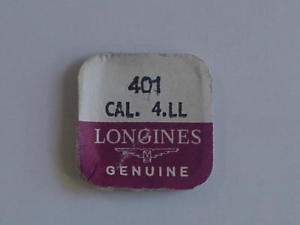 401
CAL. 4.LL
LONGINES
GENUINE